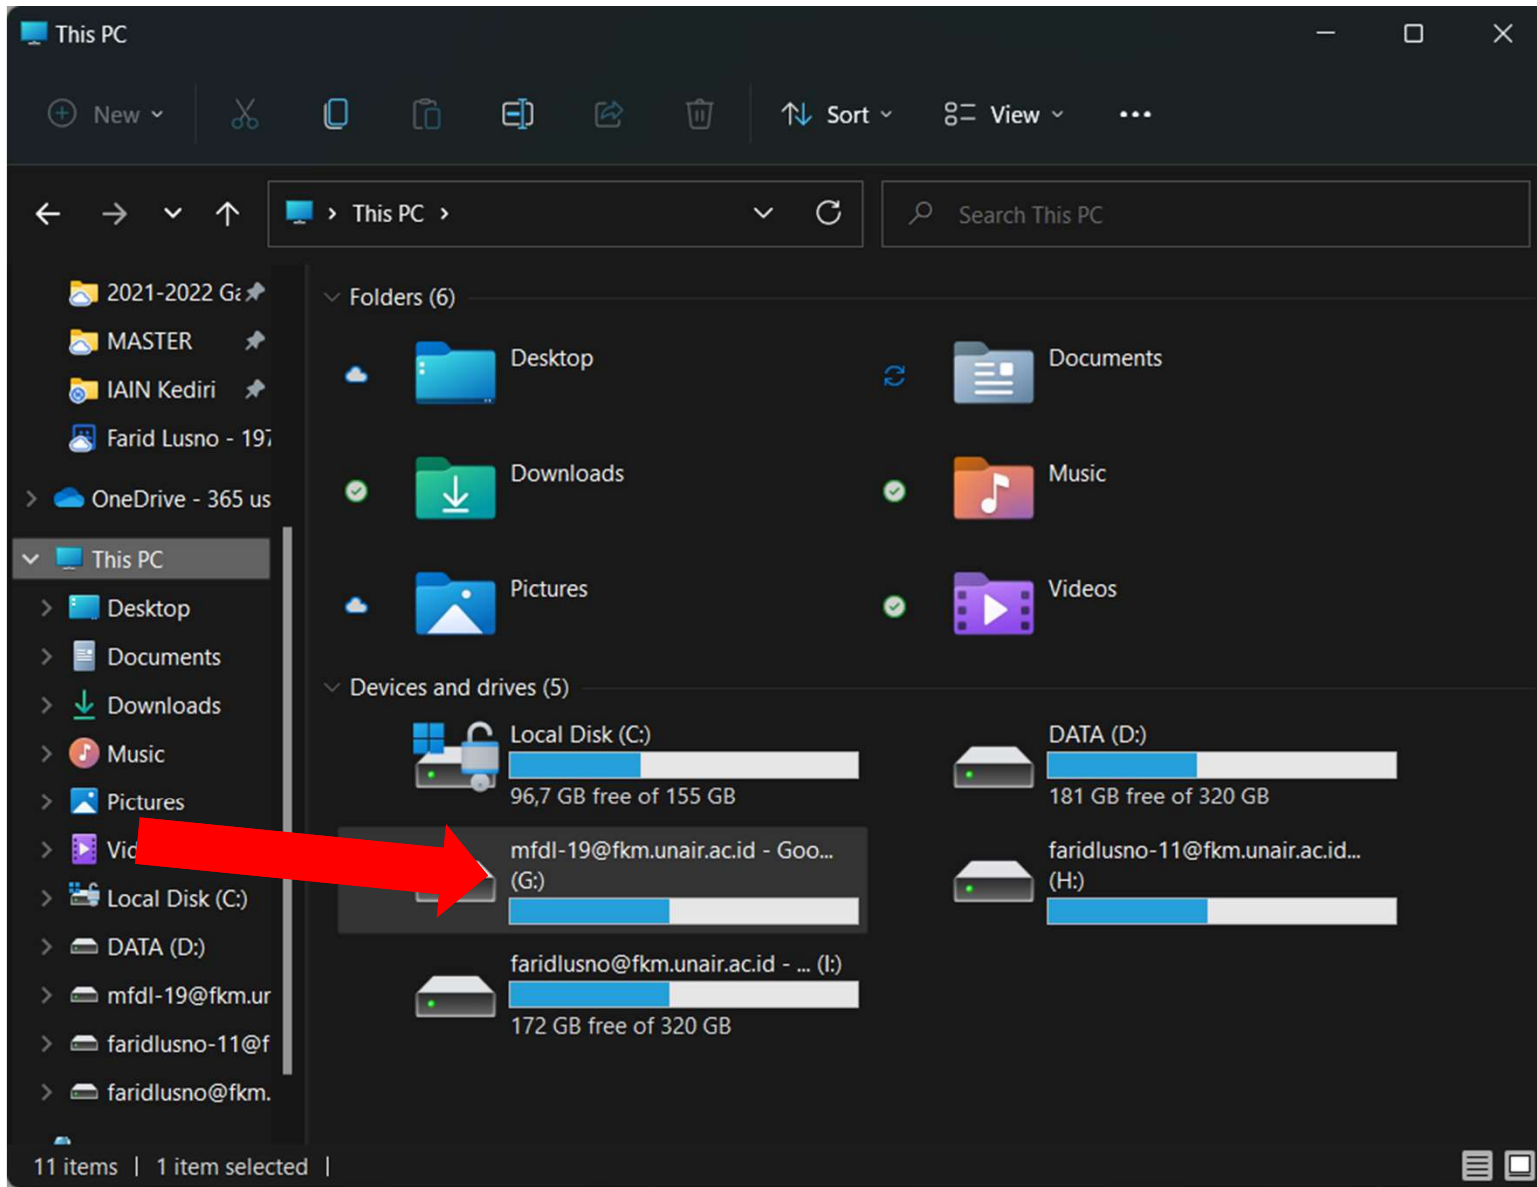 This PC
New
Sort
View
This PC
Search This PC
2021-2022 Ga
MASTER
IAIN Kediri
Farid Lusno - 197
OneDrive - 365 us
This PC
Desktop
Documents
Downloads
Music
Pictures
Vid
Local Disk (C:)
DATA (D:)
mfdl-19@fkm.ur
faridlusno-11@f
faridlusno@fkm.
Folders (6)
Desktop
Documents
Downloads
Music
Pictures
Videos
Devices and drives (5)
Local Disk (C:)
96,7 GB free of 155 GB
DATA (D:)
181 GB free of 320 GB
mfdl-19@fkm.unair.ac.id - Goo...
(G:)
faridlusno-11@fkm.unair.ac.id...
(H:)
faridlusno@fkm.unair.ac.id - ... (I:)
172 GB free of 320 GB
11 items | 1 item selected |